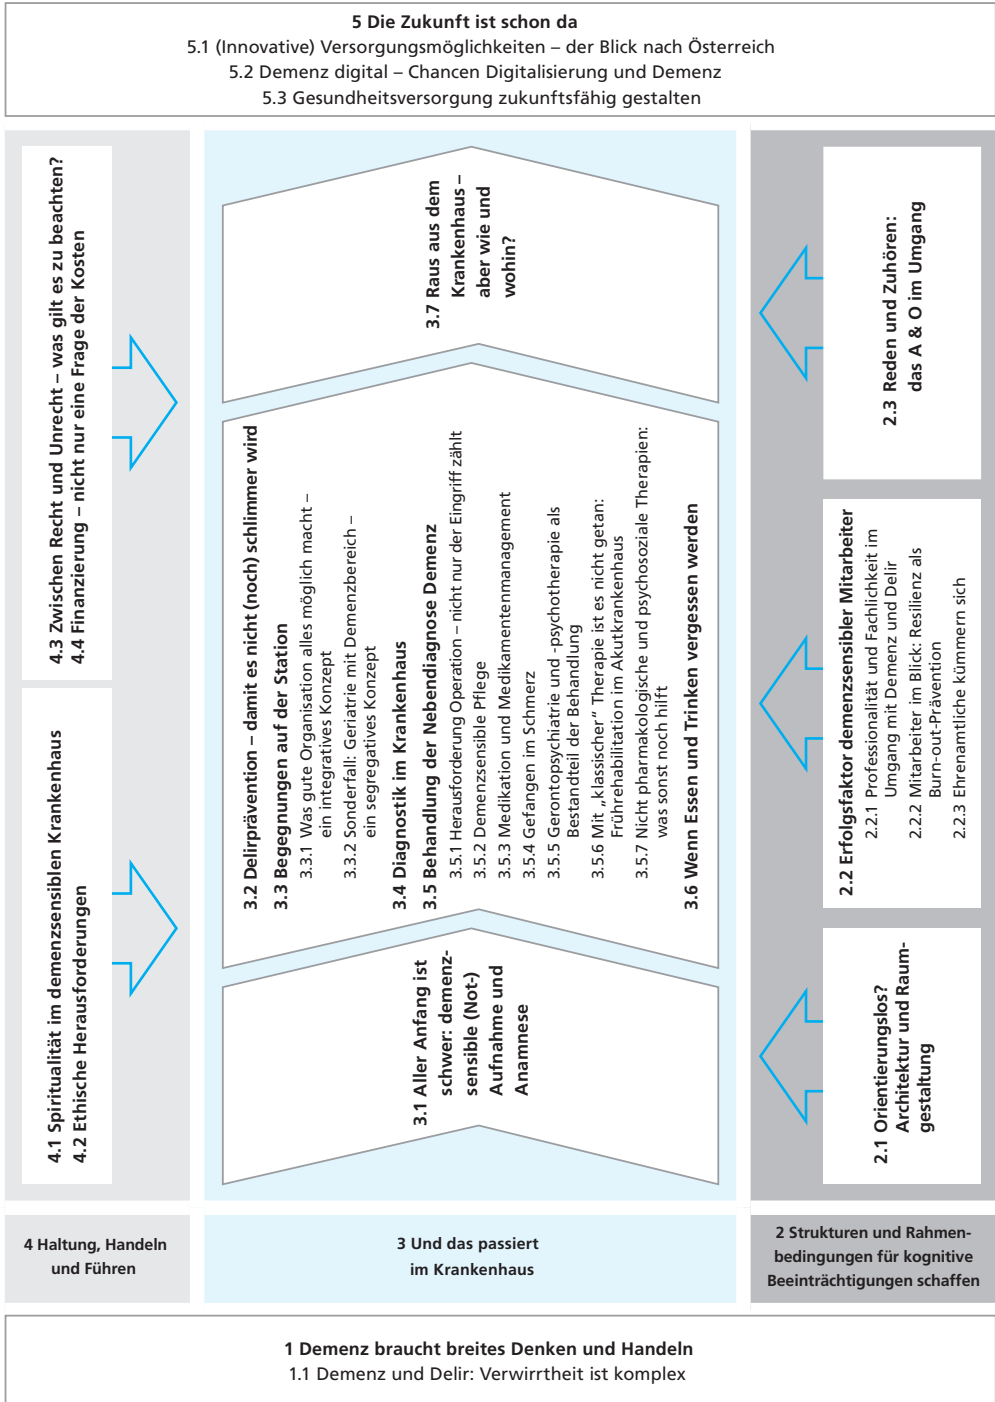 5 Die Zukunft ist schon da
5.1 (Innovative) Versorgungsmöglichkeiten – der Blick nach Österreich
5.2 Demenz digital – Chancen Digitalisierung und Demenz
5.3 Gesundheitsversorgung zukunftsfähig gestalten
4.3 Zwischen Recht und Unrecht – was gilt es zu beachten?
4.4 Finanzierung – nicht nur eine Frage der Kosten
4.1 Spiritualität im demenzsensiblen Krankenhaus
4.2 Ethische Herausforderungen
4 Haltung, Handeln
und Führen
3.7 Raus aus dem
Krankenhaus –
aber wie und
wohin?
3.2 Delirprävention – damit es nicht (noch) schlimmer wird
3.3 Begegnungen auf der Station
3.3.1 Was gute Organisation alles möglich macht –
ein integratives Konzept
3.3.2 Sonderfall: Geriatrie mit Demenzbereich –
ein segregatives Konzept
3.4 Diagnostik im Krankenhaus
3.5 Behandlung der Nebendiagnose Demenz
3.5.1 Herausforderung Operation – nicht nur der Eingriff zählt
3.5.2 Demenzsensible Pflege
3.5.3 Medikation und Medikamentenmanagement
3.5.4 Gefangen im Schmerz
3.5.5 Gerontopsychiatrie und -psychotherapie als
Bestandteil der Behandlung
3.5.6 Mit „klassischer“ Therapie ist es nicht getan:
Frührehabilitation im Akutkrankenhaus
3.5.7 Nicht pharmakologische und psychosoziale Therapien:
was sonst noch hilft
3.6 Wenn Essen und Trinken vergessen werden
3.1 Aller Anfang ist
schwer: demenz-
sensible (Not-)
Aufnahme und
Anamnese
3 Und das passiert
im Krankenhaus
2.3 Reden und Zuhören:
das A & O im Umgang
2.2 Erfolgsfaktor demenzsensibler Mitarbeiter
2.2.1 Professionalität und Fachlichkeit im
Umgang mit Demenz und Delir
2.2.2 Mitarbeiter im Blick: Resilienz als
Burn-out-Prävention
2.2.3 Ehrenamtliche kümmern sich
2.1 Orientierungslos?
Architektur und Raum-
gestaltung
2 Strukturen und Rahmen-
bedingungen für kognitive
Beeinträchtigungen schaffen
1 Demenz braucht breites Denken und Handeln
1.1 Demenz und Delir: Verwirrtheit ist komplex